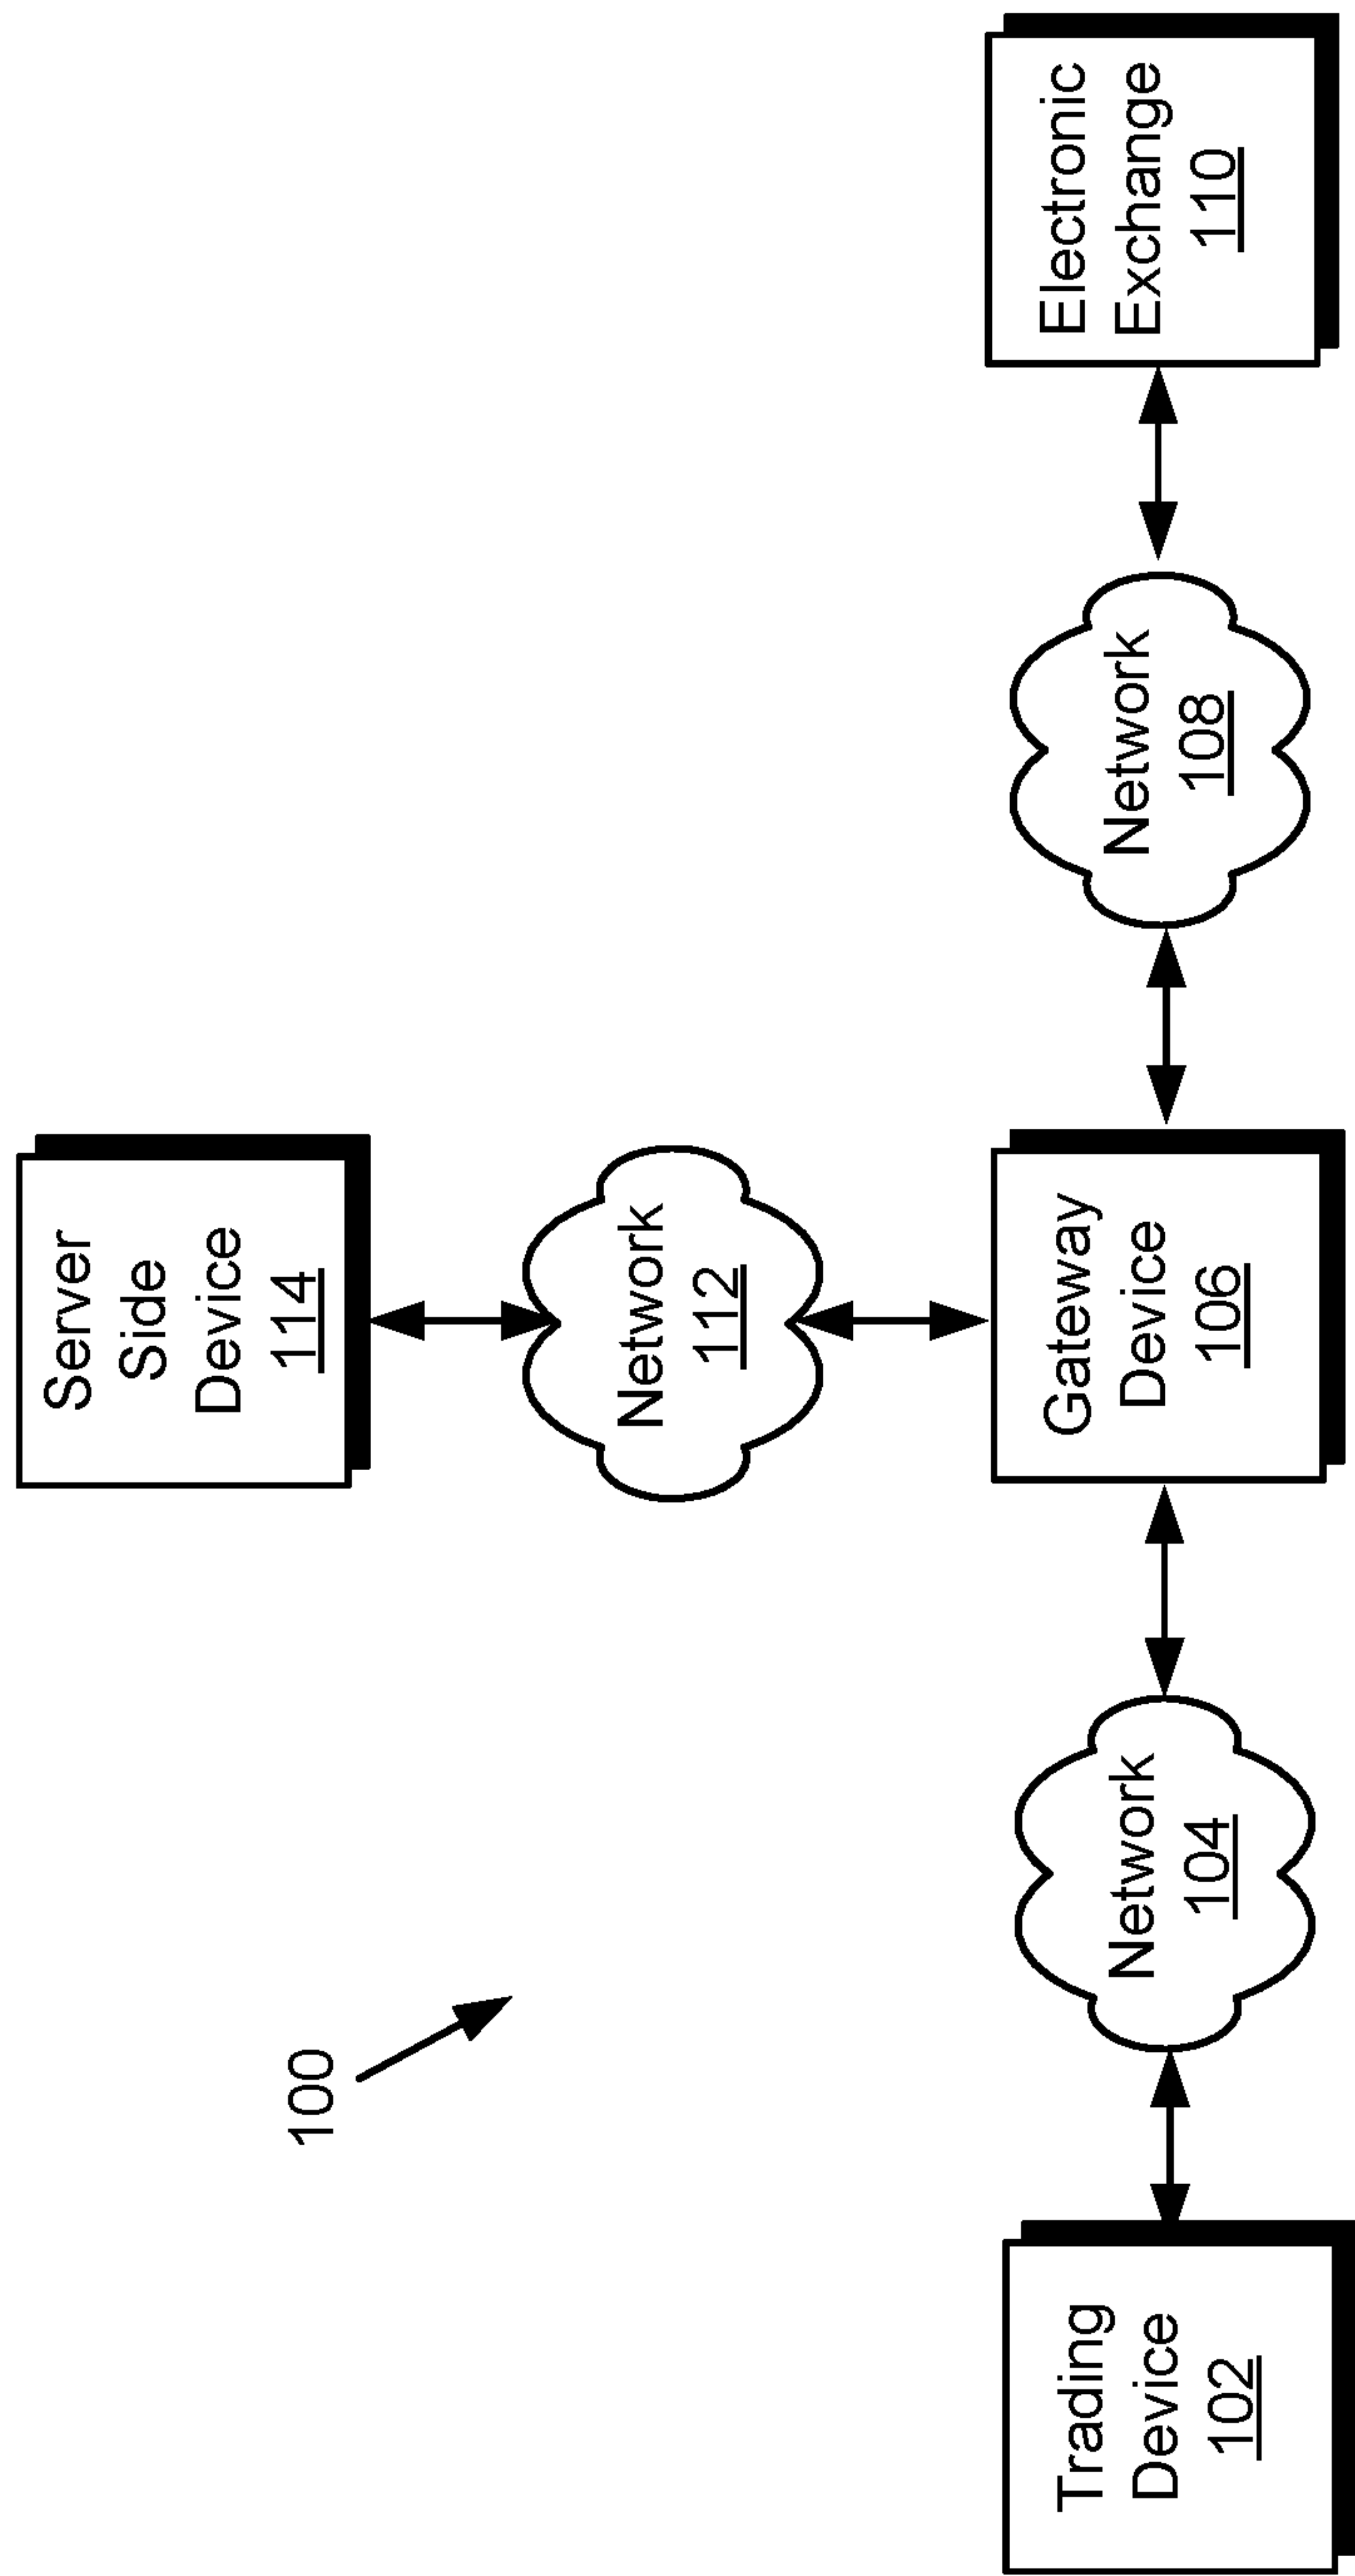 100
Server
Side
Device
114
Network
112
Trading
Device
102
Network
104
Gateway
Device
106
Network
108
Electronic
Exchange
110